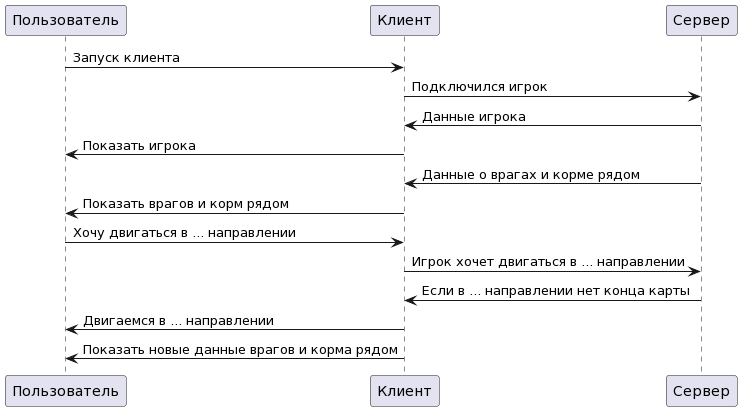 Пользователь
Клиент
Сервер
Запуск клиента
Подключился игрок
Данные игрока
Показать игрока
Данные о врагах и корме рядом
Показать врагов и корм рядом
Хочу двигаться в ... направлении
Игрок хочет двигаться в ... направлении
Если в ... направлении нет конца карты
Двигаемся в ... направлении
Показать новые данные врагов и корма рядом
Пользователь
Клиент
Сервер